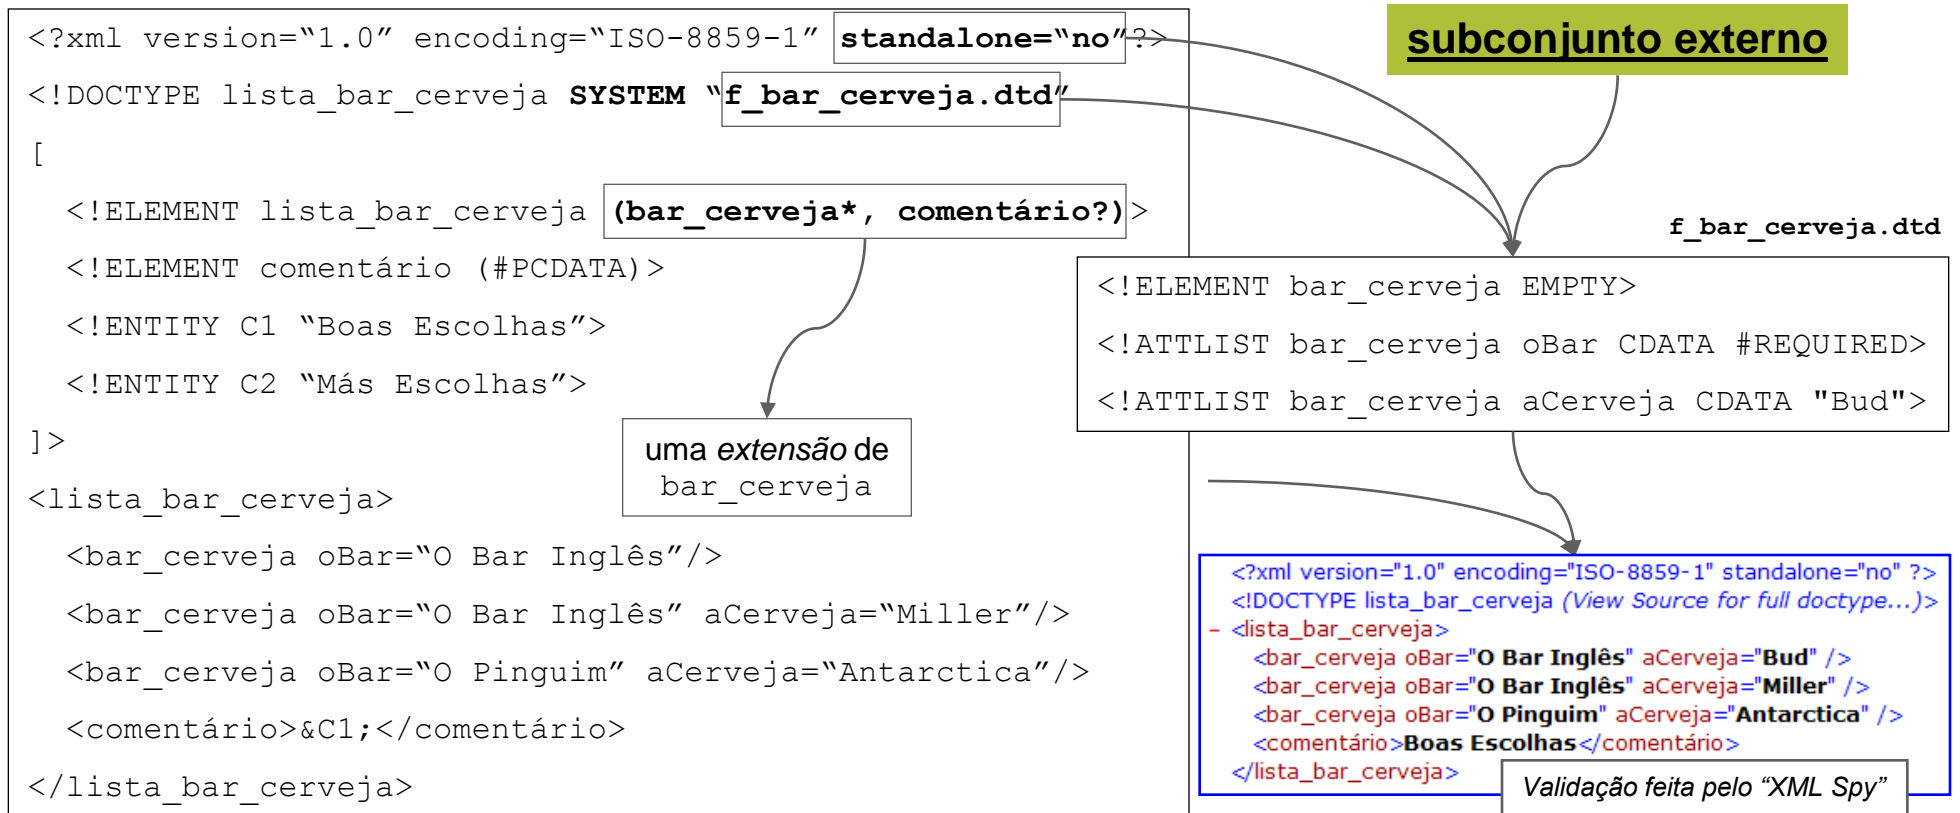 <?xml version=“1.0” encoding=“ISO-8859-1” standalone=“no”?>
<!DOCTYPE lista_bar_cerveja SYSTEM “f_bar_cerveja.dtd”
[
<!ELEMENT lista_bar_cerveja (bar_cerveja*, comentário?)>
<!ELEMENT comentário (#PCDATA)>
<!ENTITY C1 “Boas Escolhas”>
<!ENTITY C2 “Más Escolhas”>
]>
<lista_bar_cerveja>
<bar_cerveja oBar=“O Bar Inglês”/>
<bar_cerveja oBar=“O Bar Inglês” aCerveja=“Miller”/>
<bar_cerveja oBar=“O Pinguim” aCerveja=“Antarctica”/>
<comentário>&C1;</comentário>
</lista_bar_cerveja>
uma extensão de
bar_cerveja
subconjunto externo
f_bar_cerveja.dtd
<!ELEMENT bar_cerveja EMPTY>
<!ATTLIST bar_cerveja oBar CDATA #REQUIRED>
<!ATTLIST bar_cerveja aCerveja CDATA "Bud">
<?xml version="1.0" encoding="ISO-8859-1" standalone="no" ?>
<!DOCTYPE lista_bar_cerveja (View Source for full doctype...)>
- <lista_bar_cerveja>
<bar_cerveja oBar="O Bar Inglês" aCerveja="Bud" />
<bar_cerveja oBar="O Bar Inglês" aCerveja="Miller" />
<bar_cerveja oBar="O Pinguim" aCerveja="Antarctica" />
<comentário>Boas Escolhas</comentário>
</lista_bar_cerveja>
Validação feita pelo “XML Spy”